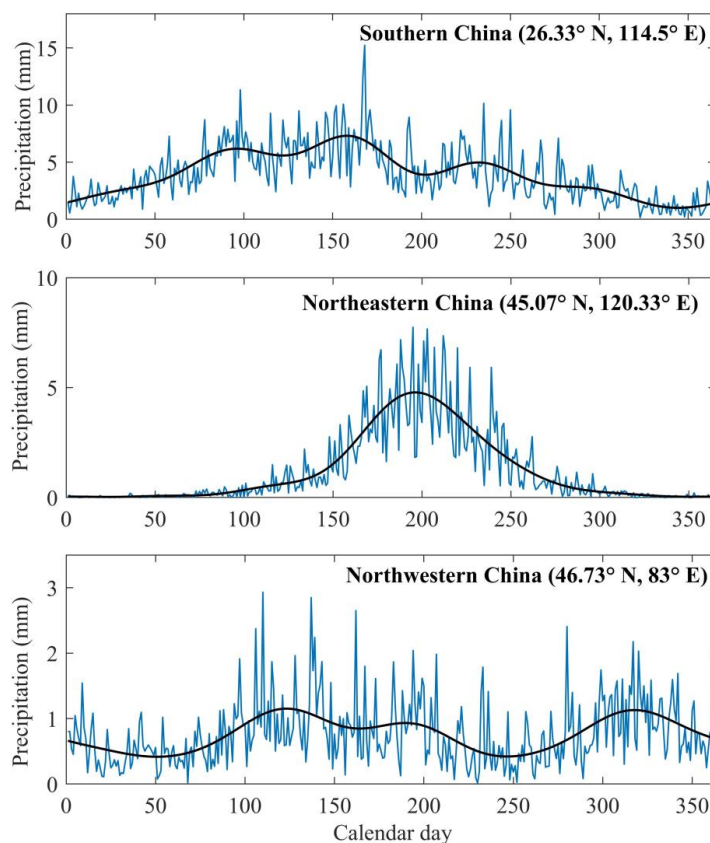 Southern China (26.33° N, 114.5° E)
Precipitation (mm)
15
10
5
0
0 50 100 150 200 250 300 350
Northeastern China (45.07° N, 120.33° E)
Precipitation (mm)
10
5
0
0 50 100 150 200 250 300 350
Northwestern China (46.73° N, 83° E)
Precipitation (mm)
3
2
1
0
0 50 100 150 200 250 300 350
Calendar day